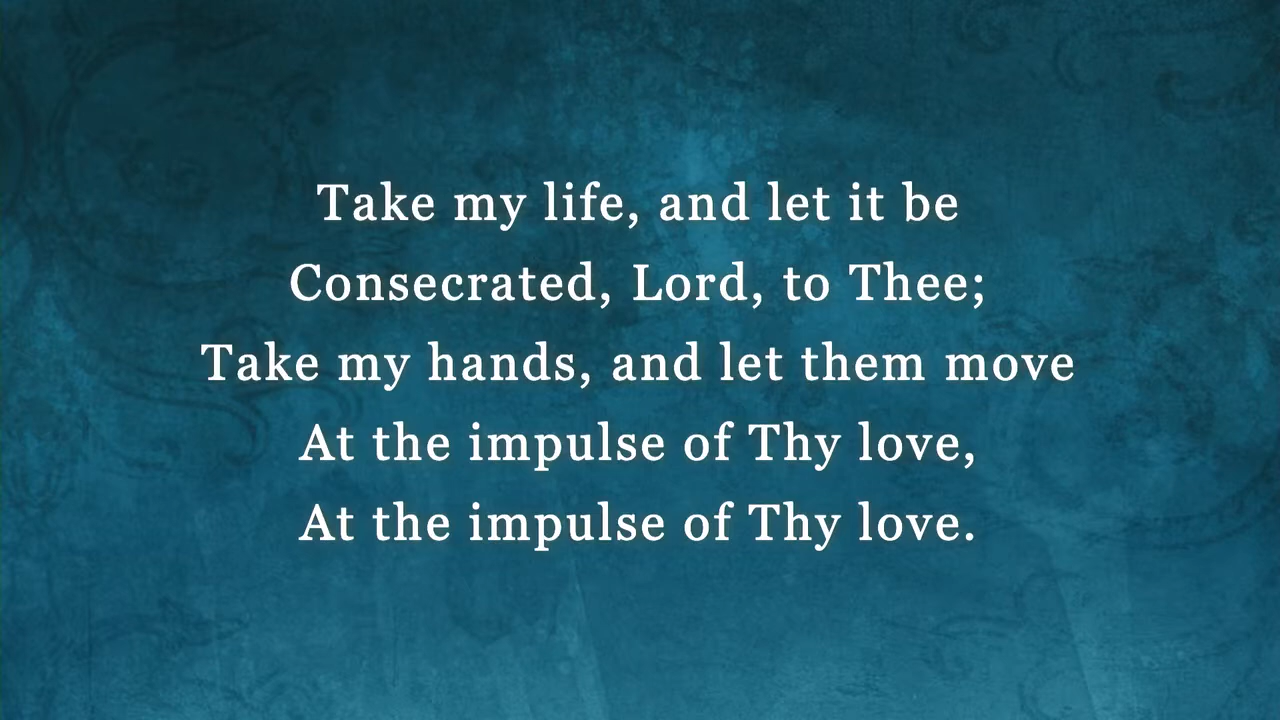 Take my life, and let it be
Consecrated, Lord, to Thee;
Take my hands, and let them move
At the impulse of Thy love,
At the impulse of Thy love.